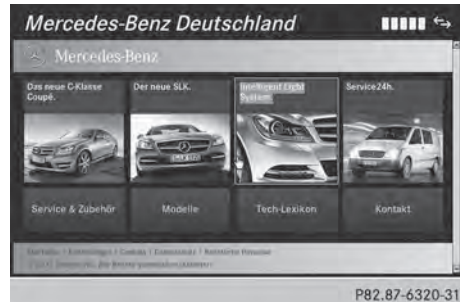 Mercedes-Benz Deutschland
Mercedes-Benz
Das neue C-Klasse Coupé.
Der neue SLK.
Intelligent Light System.
Service24h.
Service & Zubehör
Modelle
Tech-Lexikon
Kontakt
P82.87-6320-31